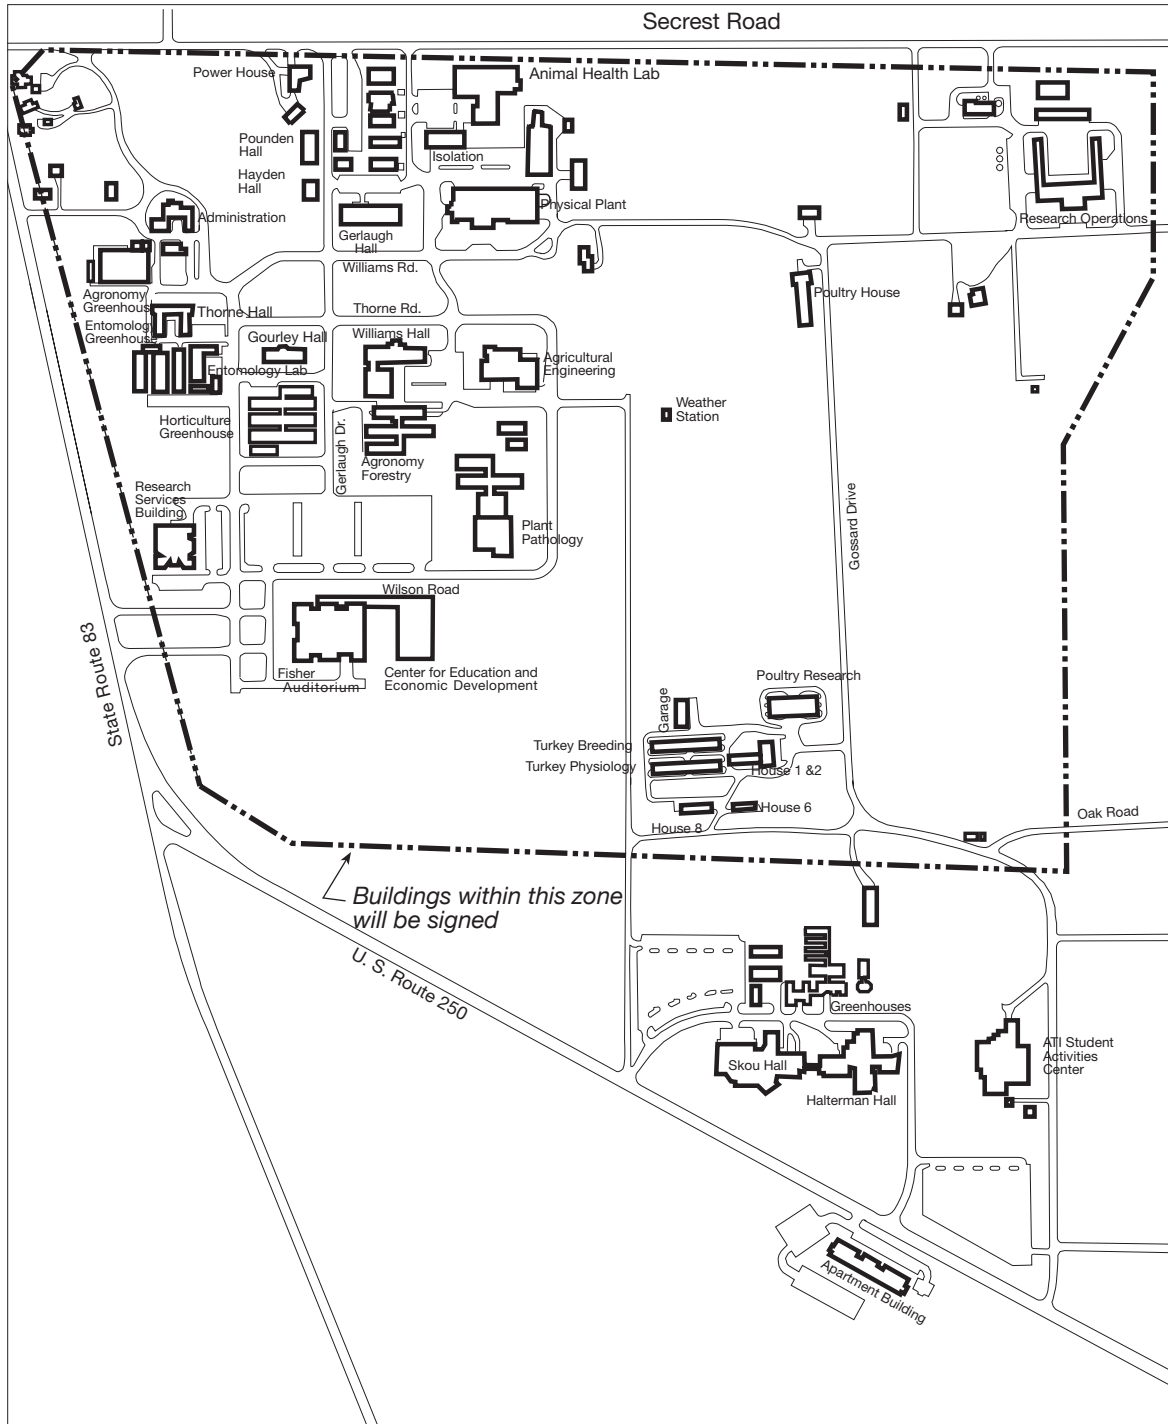 Secrest Road
Power House
Animal Health Lab
Pounden
Hall
Isolation
Hayden
Hall
Administration
Physical Plant
Research Operations
Gerlaugh
Hall
Williams Rd.
Agronomy
Greenhouse
Poultry House
Thorne Hall
Thorne Rd.
Entomology
Greenhouse
Gourley Hall
Williams Hall
Agricultural
Engineering
Entomology Lab
Weather
Station
Horticulture
Greenhouse
Gerlaugh Dr.
Agronomy
Forestry
Research
Services
Building
Plant
Pathology
Gossard Drive
Wilson Road
State Route 83
Fisher
Auditorium
Center for Education and
Economic Development
Poultry Research
Garage
Turkey Breeding
Turkey Physiology
House 1 &2
House 6
House 8
Oak Road
Buildings within this zone
will be signed
U. S. Route 250
Greenhouses
Skou Hall
ATI Student
Activities
Center
Halterman Hall
Apartment Building